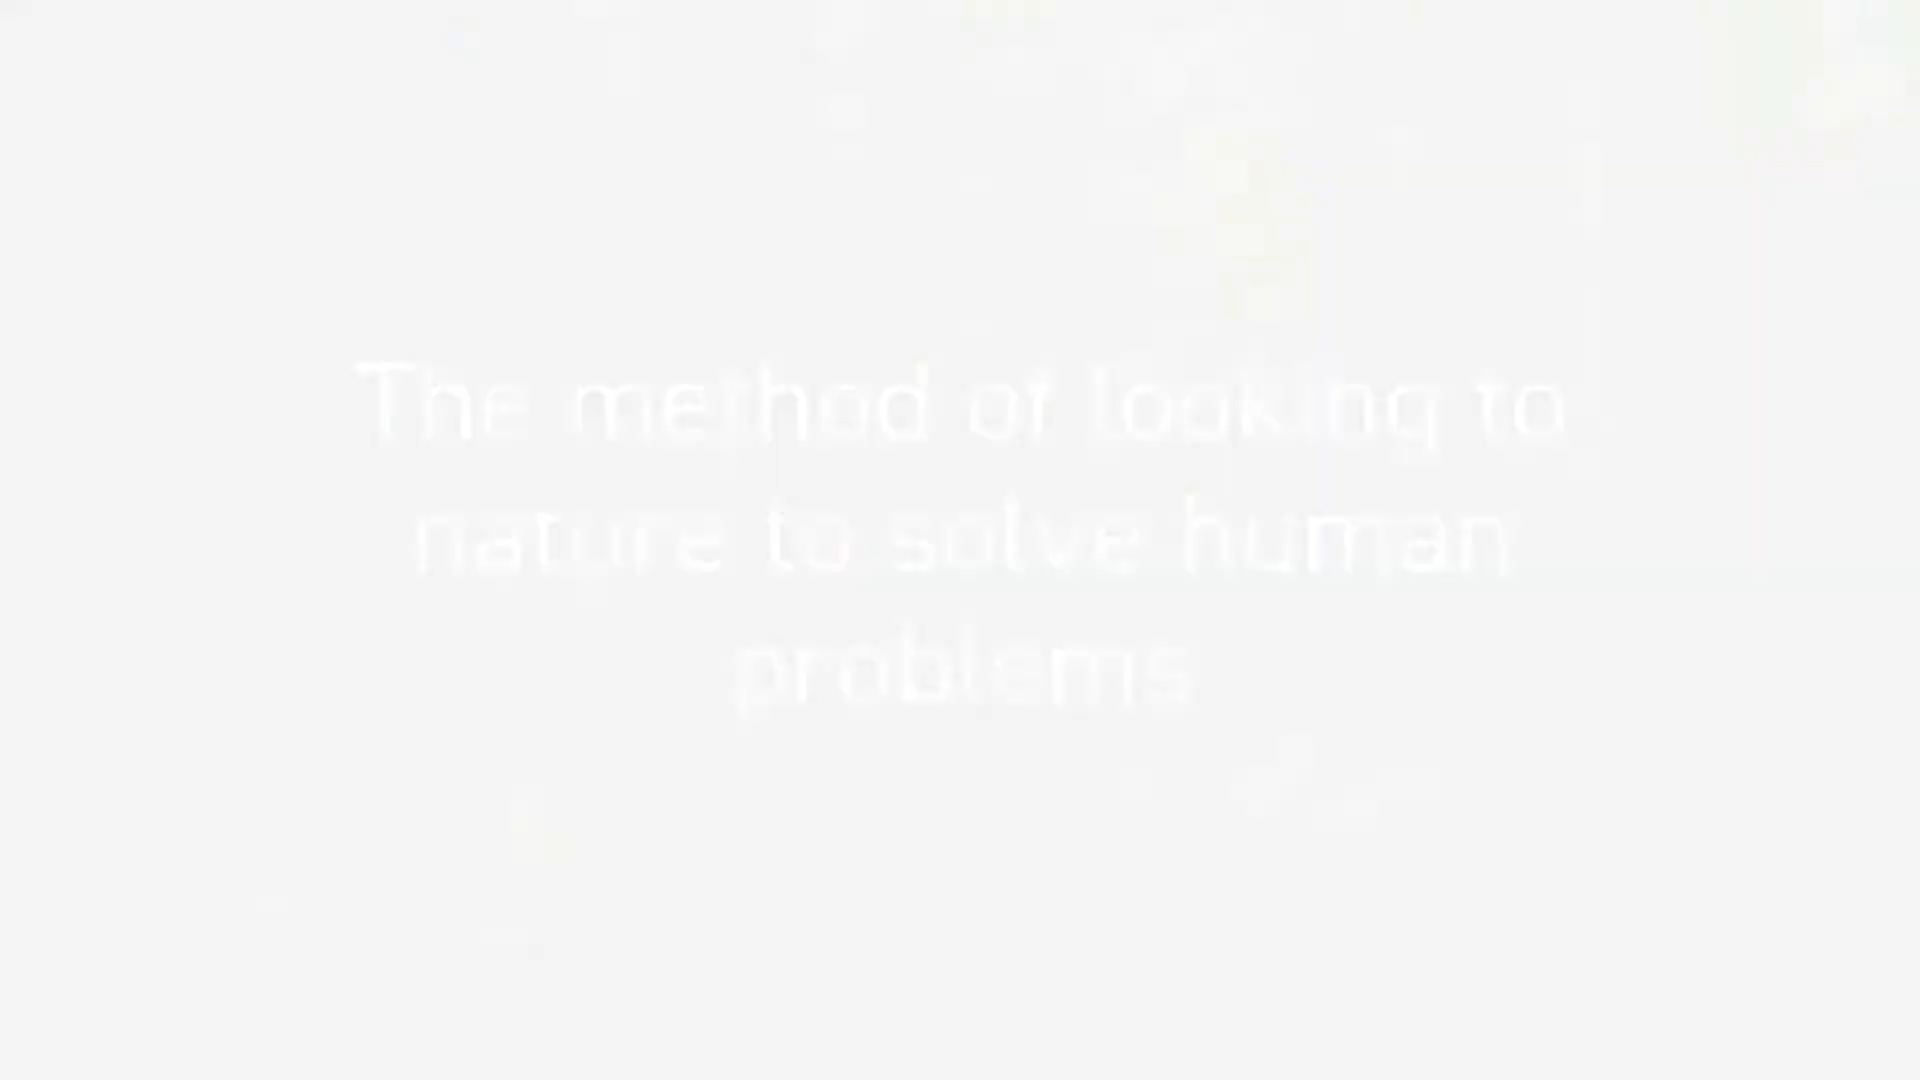 The method of looking to
nature to solve human
problems